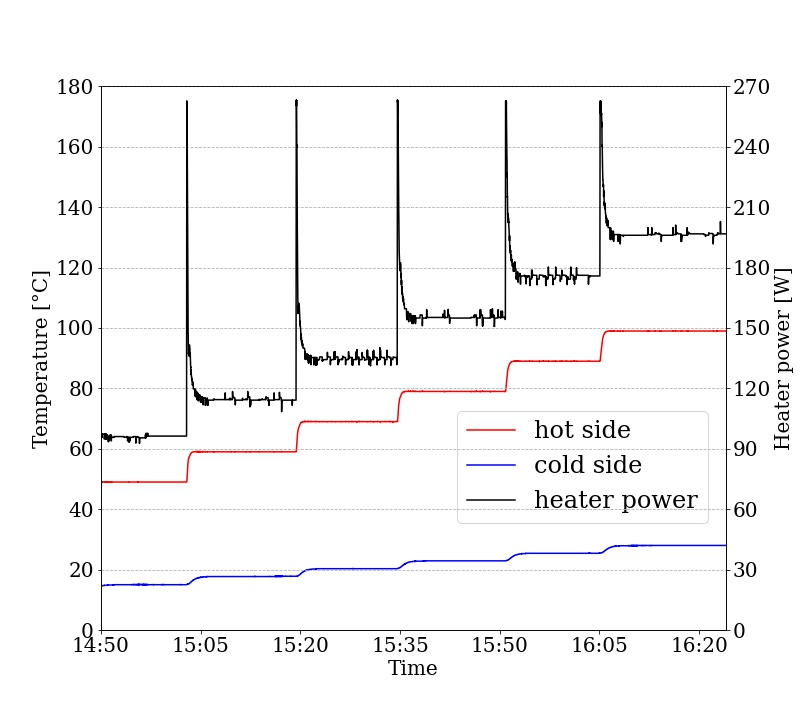 180
160
140
120
100
80
60
40
20
0
Temperature [°C]
270
240
210
180
150
120
90
60
30
0
Heater power [W]
hot side
cold side
heater power
14:50 15:05 15:20 15:35 15:50 16:05 16:20
Time